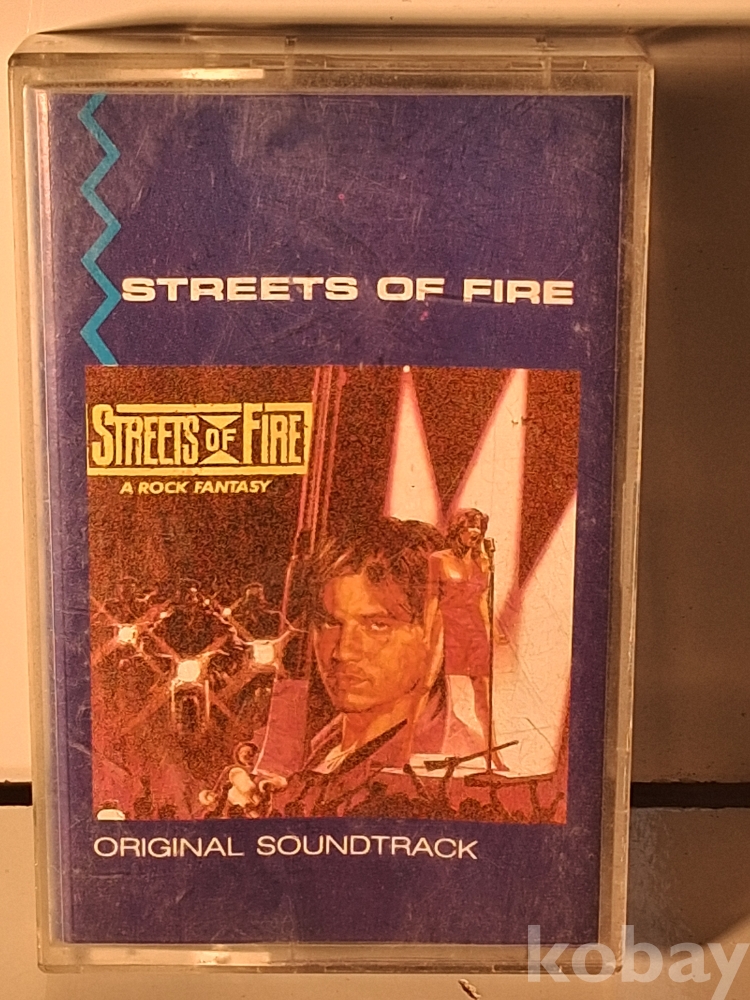 STREETS OF FIRE
STREETS OF FIRE
A ROCK FANTASY
ORIGINAL SOUNDTRACK
kobay